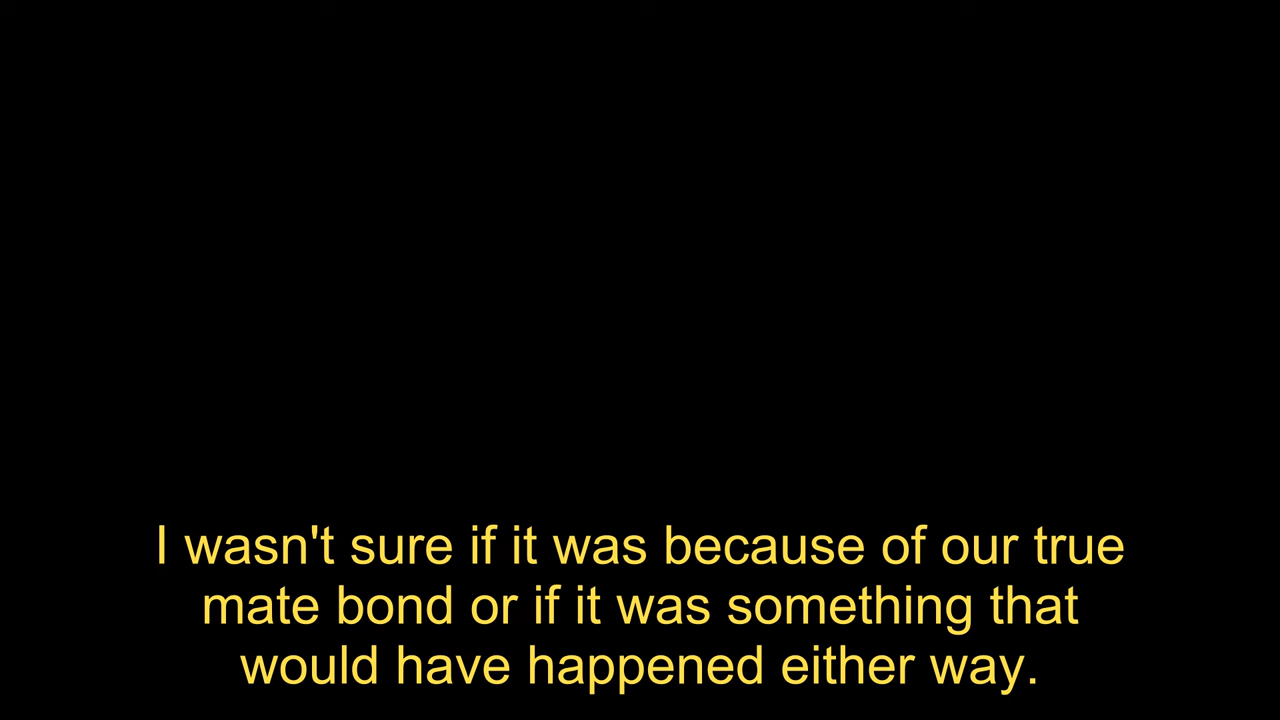 I wasn't sure if it was because of our true
mate bond or if it was something that
would have happened either way.